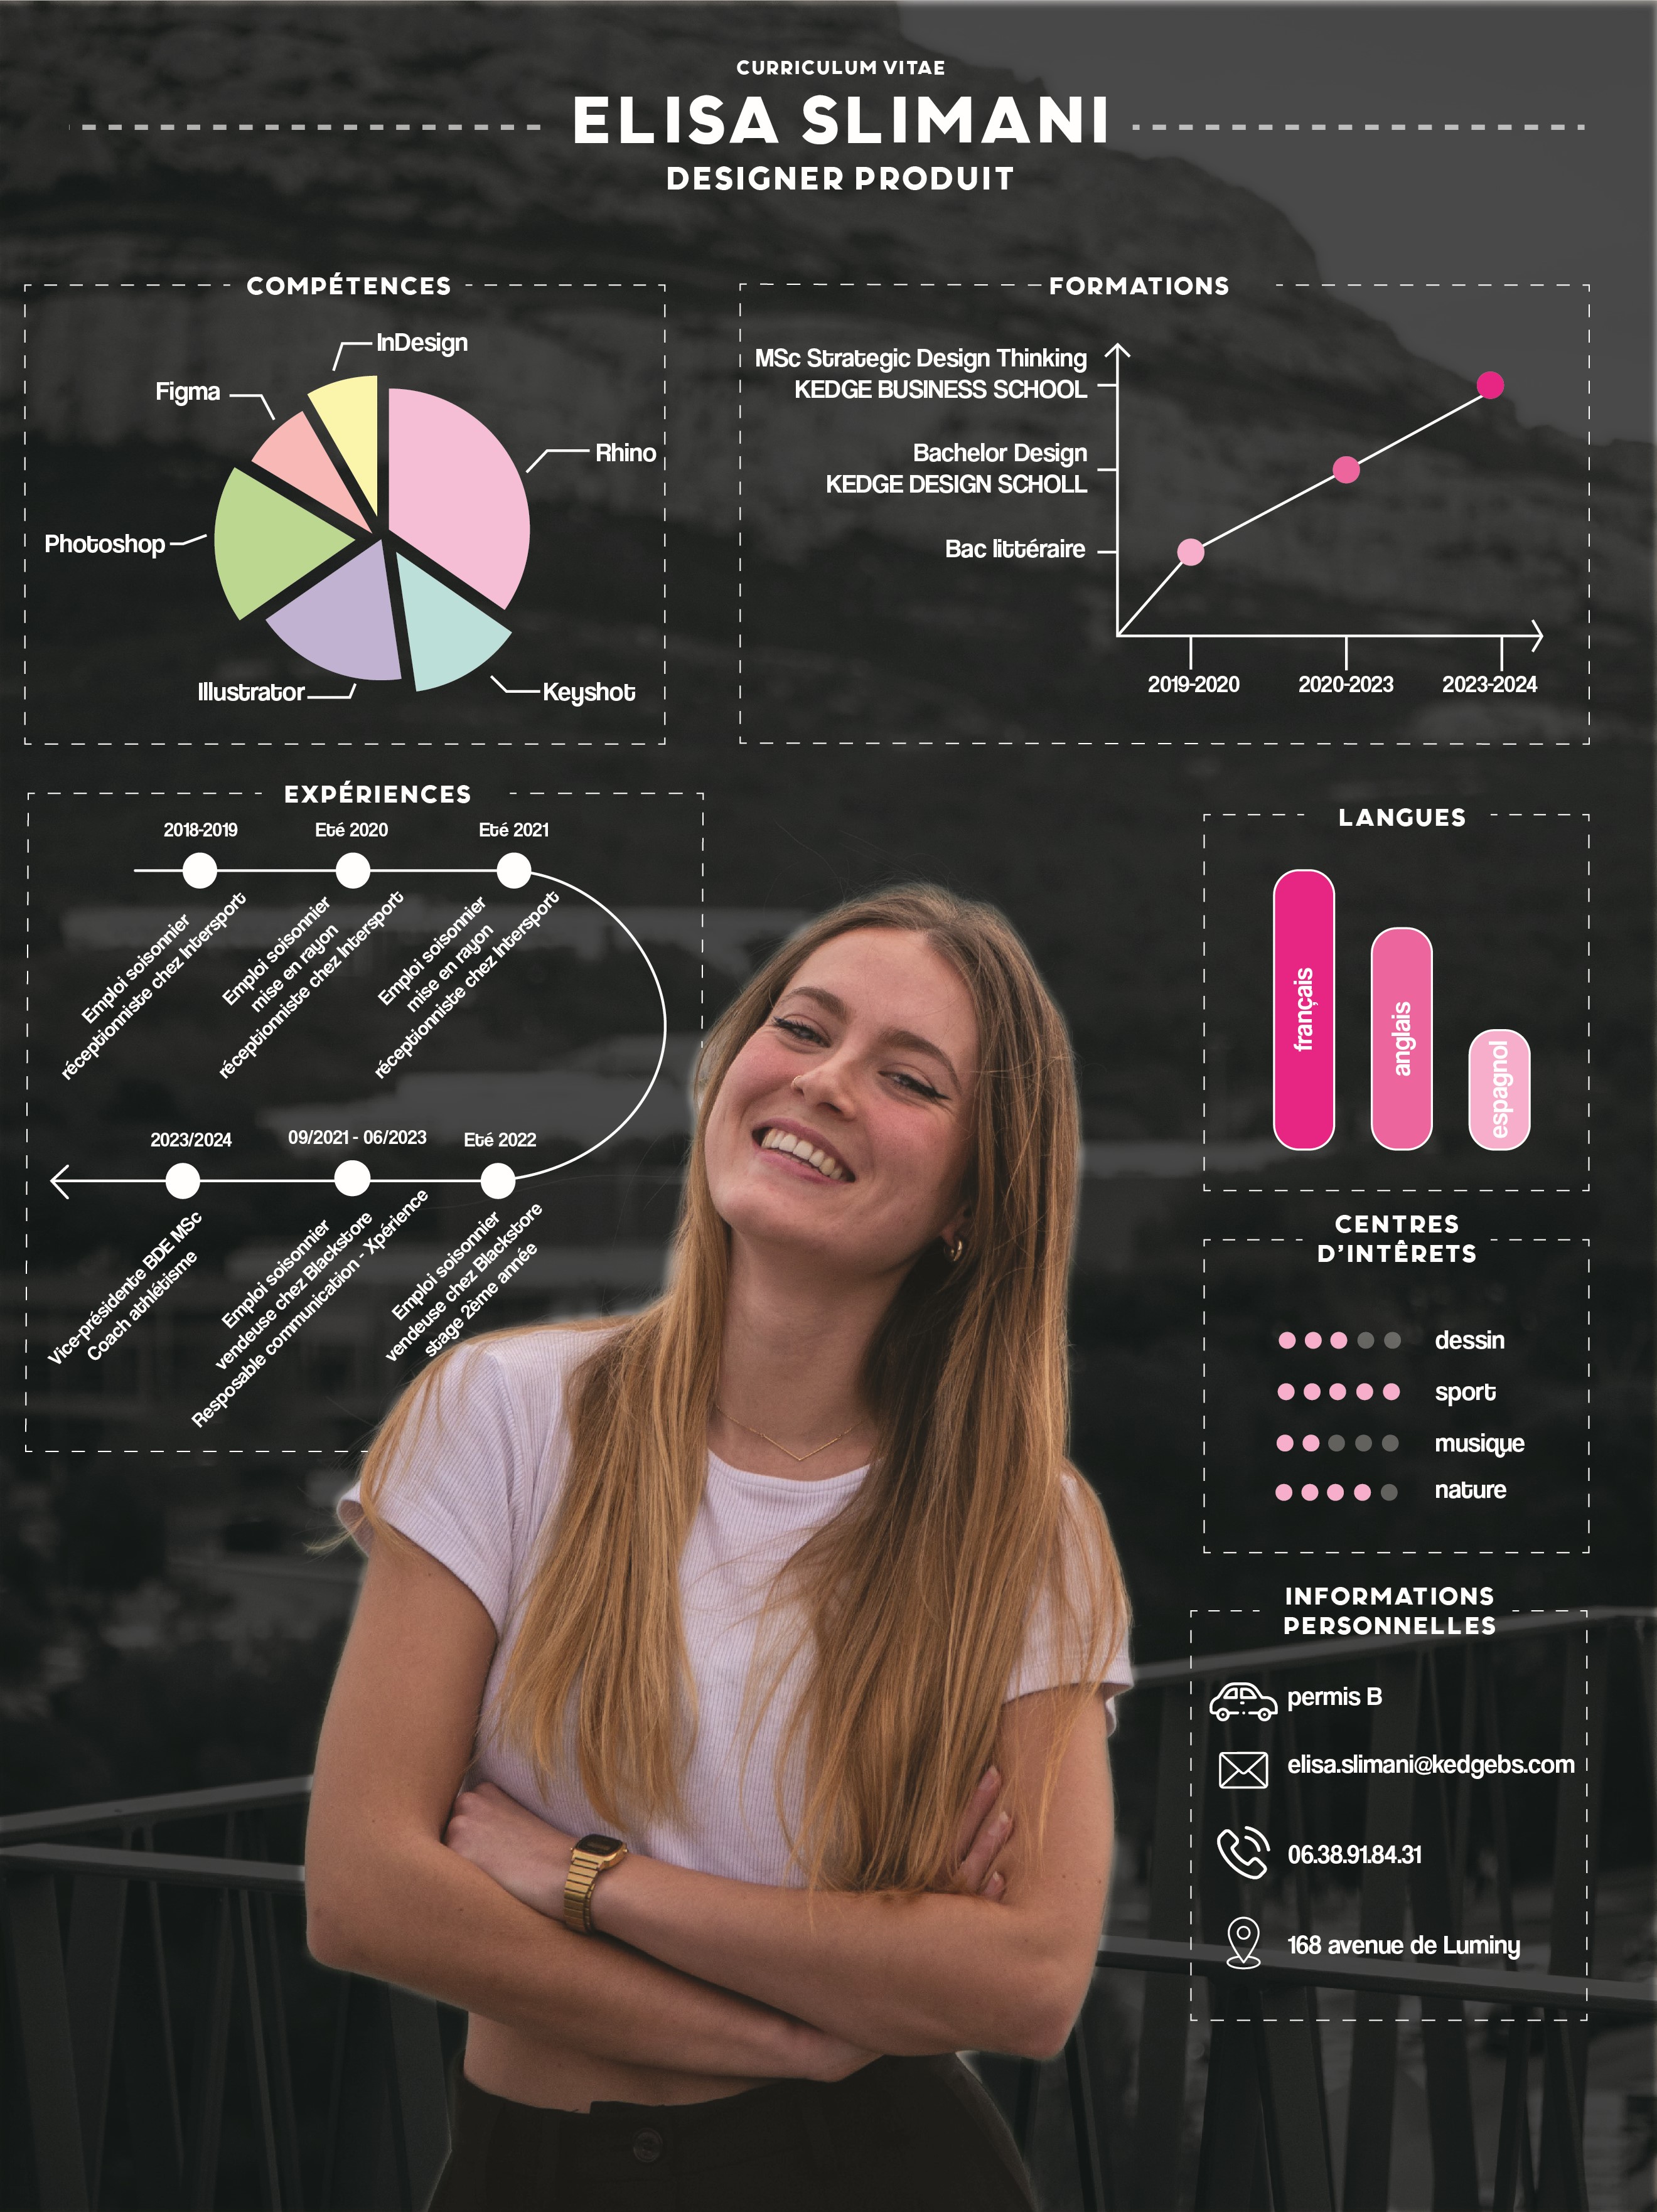 CURRICULUM VITAE
ELISA SLIMANI
DESIGNER PRODUIT
COMPÉTENCES
InDesign
Figma
Rhino
Photoshop
Illustrator
Keyshot
FORMATIONS
MSc Strategic Design Thinking
KEDGE BUSINESS SCHOOL
Bachelor Design
KEDGE DESIGN SCHOLL
Bac littéraire
2019-2020
2020-2023
2023-2024
EXPÉRIENCES
2018-2019
Emploi soisonnier
réceptionniste chez Intersport
Eté 2020
Emploi soisonnier
mise en rayon
réceptionniste chez Intersport
Eté 2021
Emploi soisonnier
mise en rayon
réceptionniste chez Intersport
2023/2024
Vice-présidente BDE MSc
Coach athlétisme
09/2021 - 06/2023
Emploi soisonnier
vendeuse chez Blackstore
Resposable communication - Xpérience
Eté 2022
Emploi soisonnier
vendeuse chez Blackstore
stage 2ème année
LANGUES
français
anglais
espagnol
CENTRES
D'INTÊRETS
dessin
sport
musique
nature
INFORMATIONS
PERSONNELLES
permis B
elisa.slimani@kedgebs.com
06.38.91.84.31
168 avenue de Luminy